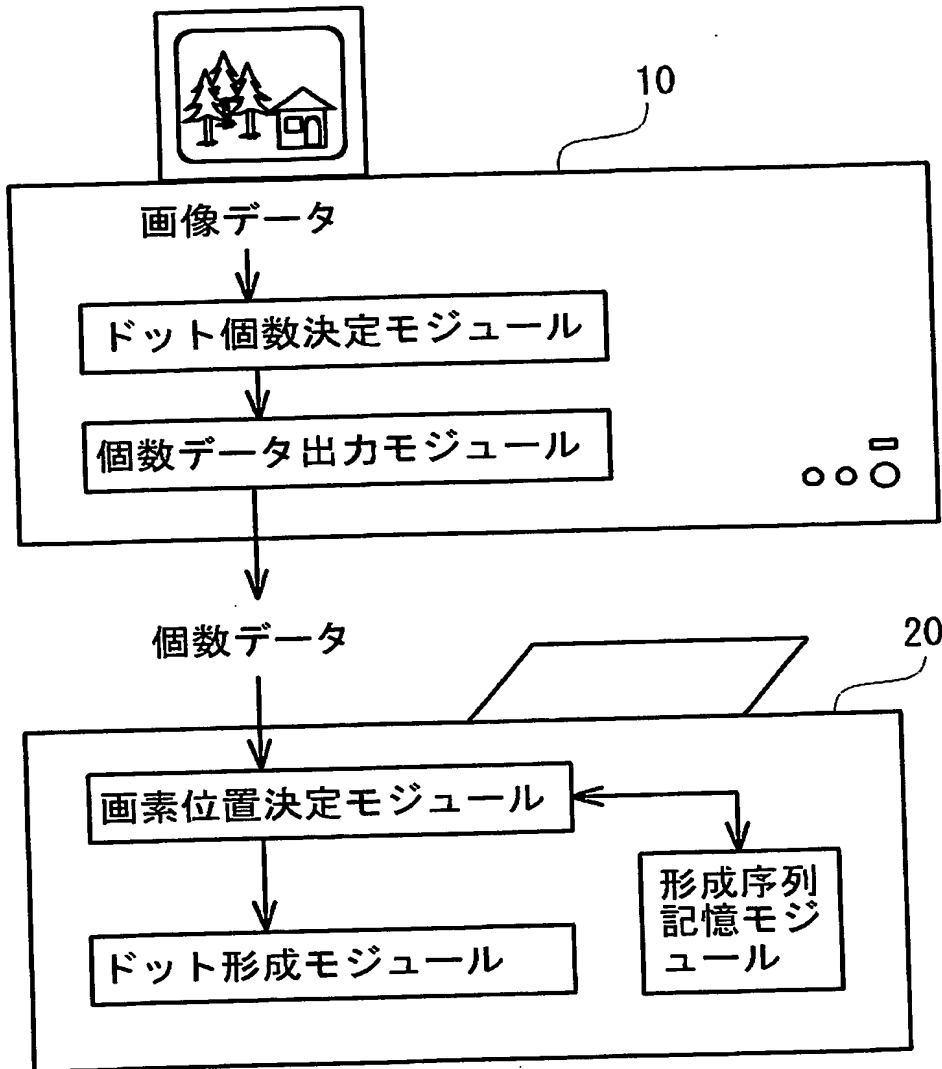 10
画像データ
ドット個数決定モジュール
個数データ出力モジュール
個数データ
20
画素位置決定モジュール
形成序列
記憶モジ
ュール
ドット形成モジュール